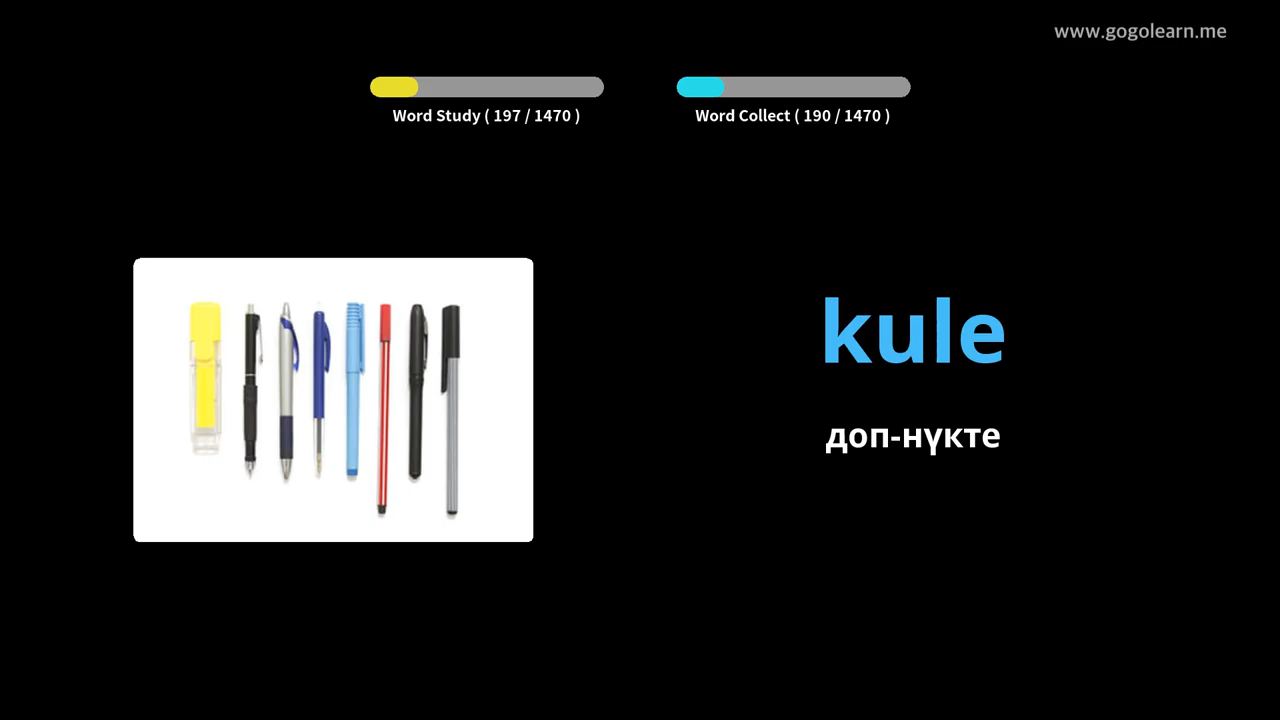 www.gogolearn.me
Word Study ( 197 / 1470 )
Word Collect ( 190 / 1470 )
kule
доп-нүкте